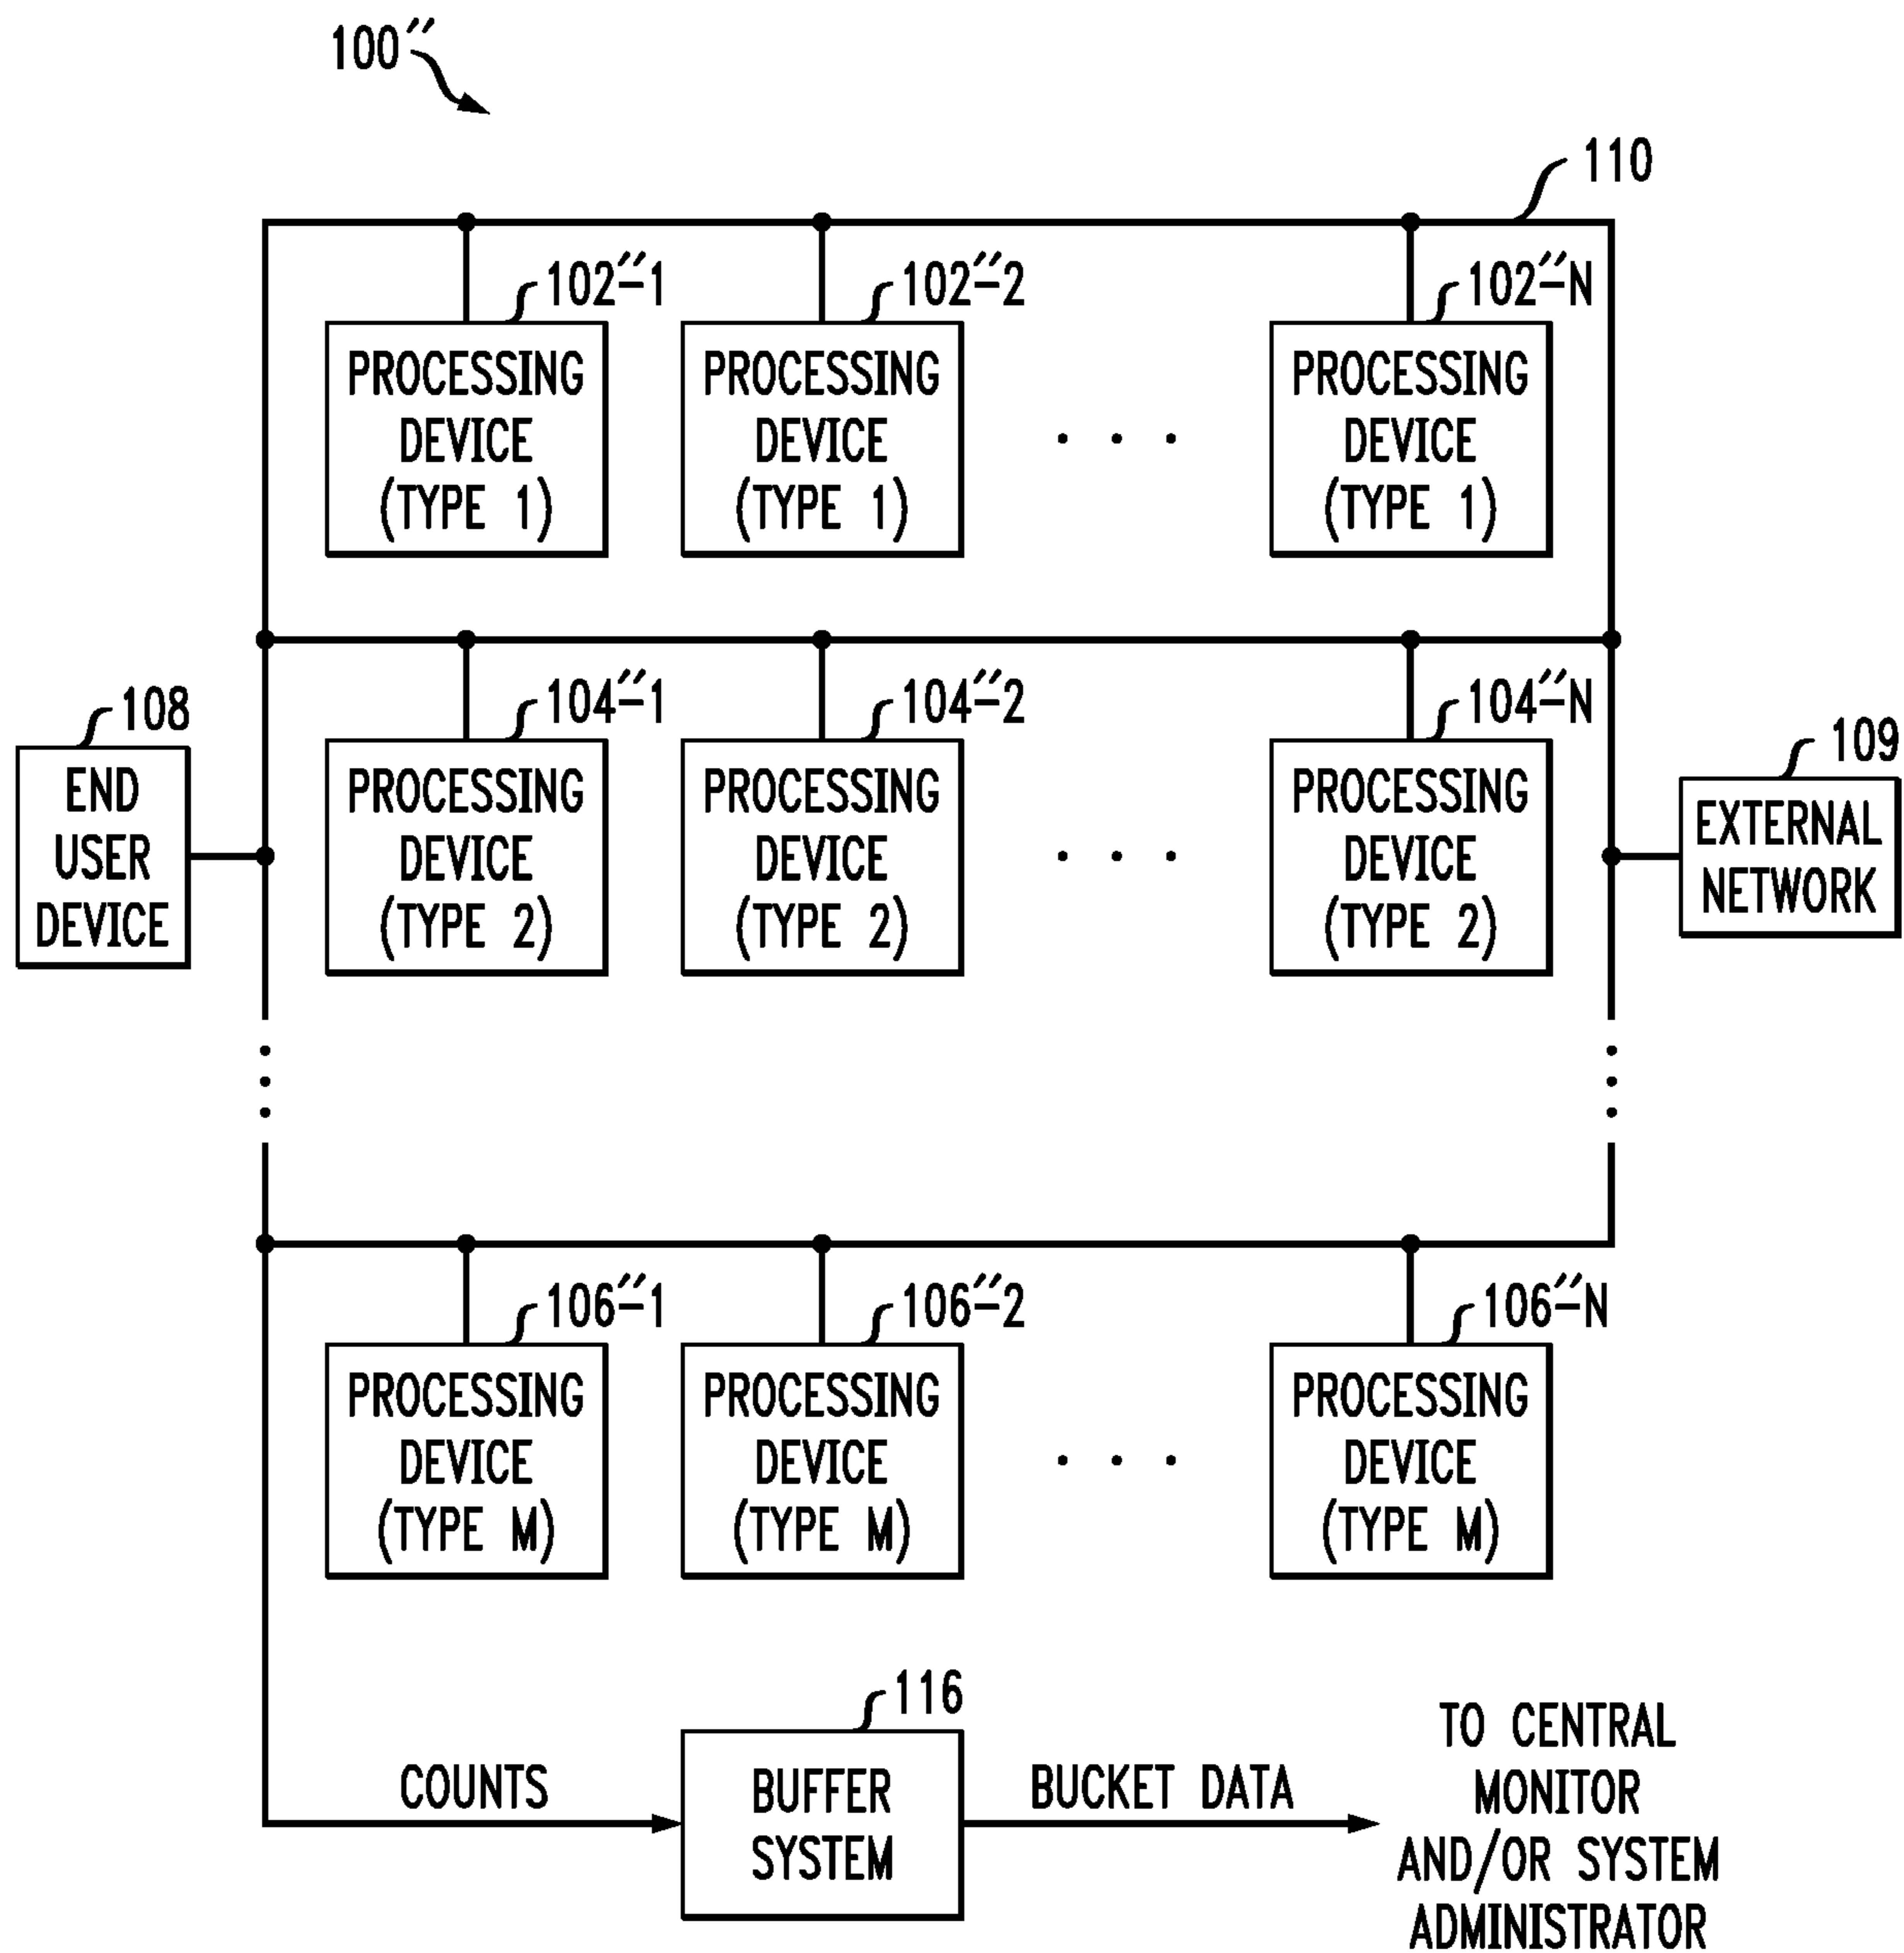 100″
110
102″-1
102″-2
102″-N
PROCESSING
DEVICE
(TYPE 1)
PROCESSING
DEVICE
(TYPE 1)
. . .
PROCESSING
DEVICE
(TYPE 1)
108
END
USER
DEVICE
104″-1
104″-2
104″-N
PROCESSING
DEVICE
(TYPE 2)
PROCESSING
DEVICE
(TYPE 2)
. . .
PROCESSING
DEVICE
(TYPE 2)
109
EXTERNAL
NETWORK
106″-1
106″-2
106″-N
PROCESSING
DEVICE
(TYPE M)
PROCESSING
DEVICE
(TYPE M)
. . .
PROCESSING
DEVICE
(TYPE M)
COUNTS
116
BUFFER
SYSTEM
BUCKET DATA
TO CENTRAL
MONITOR
AND/OR SYSTEM
ADMINISTRATOR